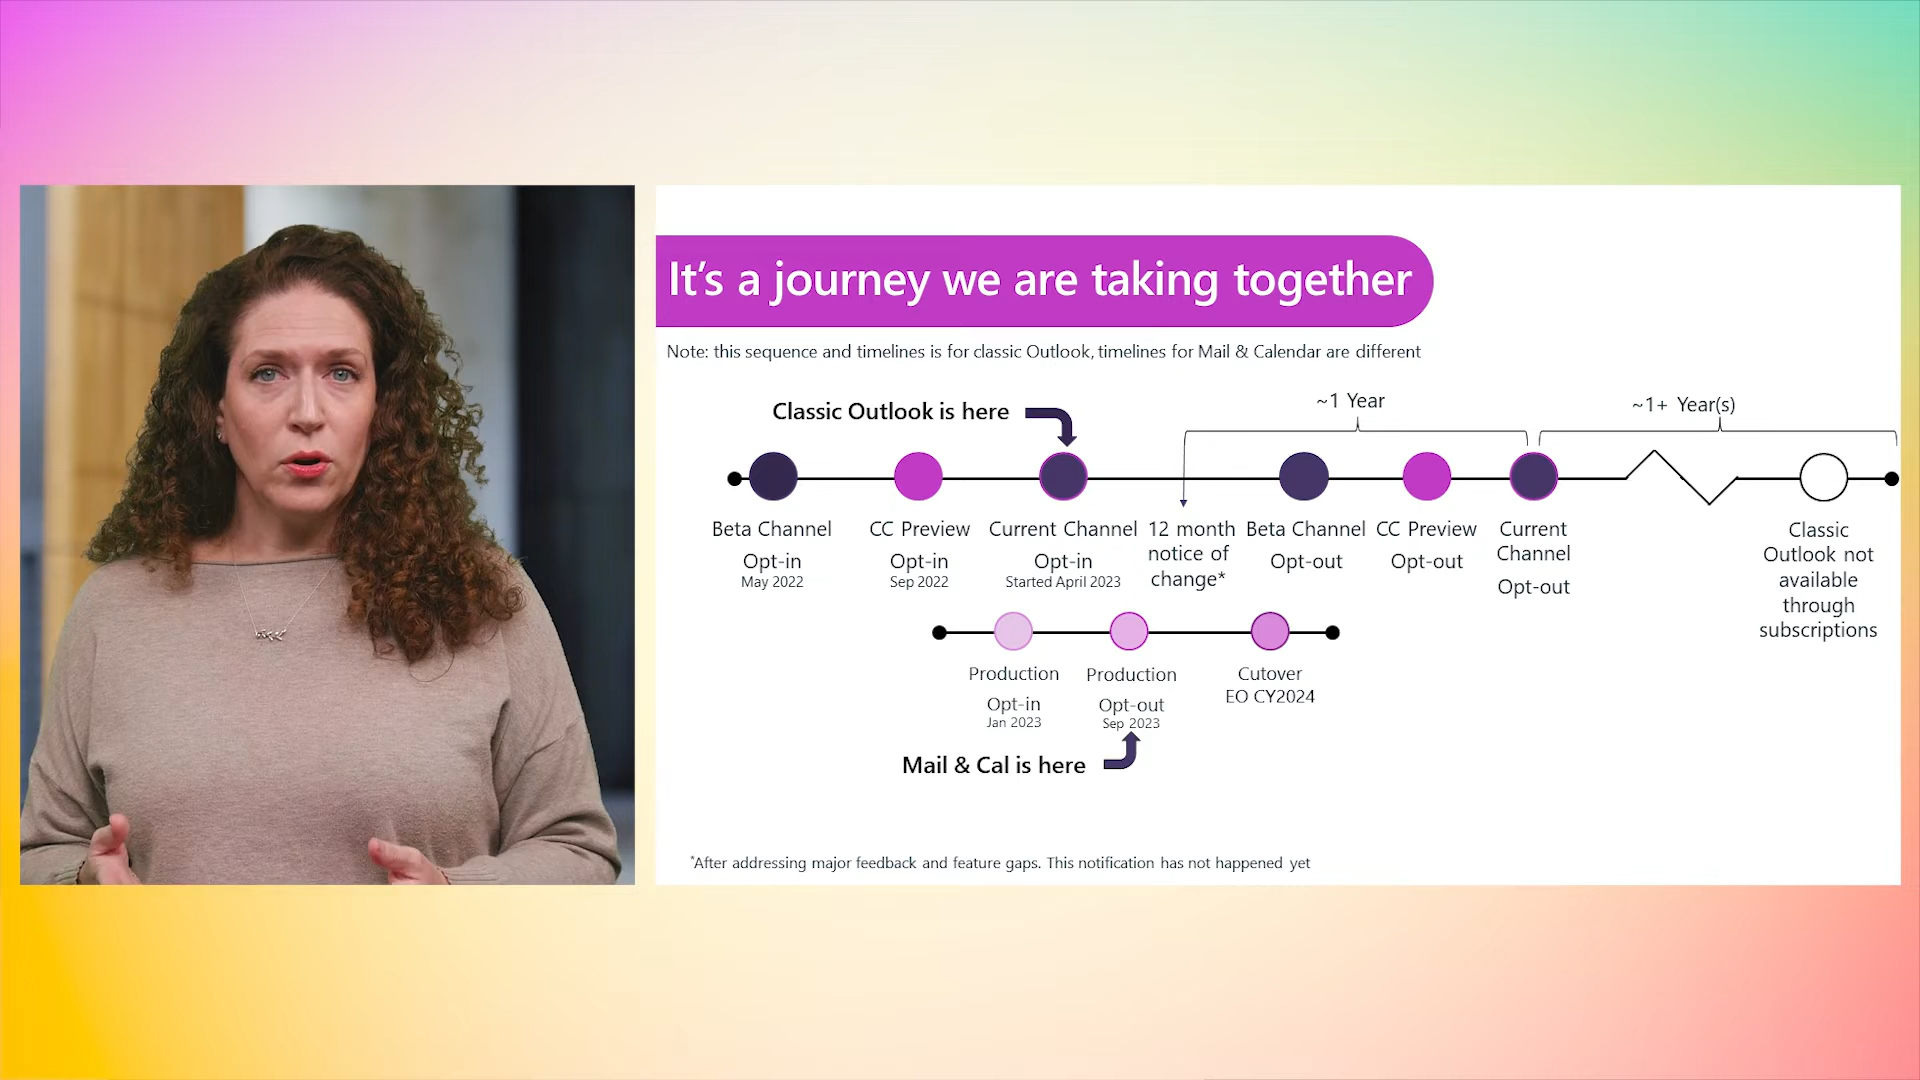 It's a journey we are taking together
Note: this sequence and timelines is for classic Outlook, timelines for Mail & Calendar are different
Classic Outlook is here
~1 Year
~1+ Year(s)
Beta Channel
Opt-in
May 2022
CC Preview
Opt-in
Sep 2022
Current Channel
Opt-in
Started April 2023
12 month
notice of
change*
Beta Channel
Opt-out
CC Preview
Opt-out
Current
Channel
Opt-out
Classic
Outlook not
available
through
subscriptions
Production
Opt-in
Jan 2023
Production
Opt-out
Sep 2023
Cutover
EO CY2024
Mail & Cal is here
*After addressing major feedback and feature gaps. This notification has not happened yet